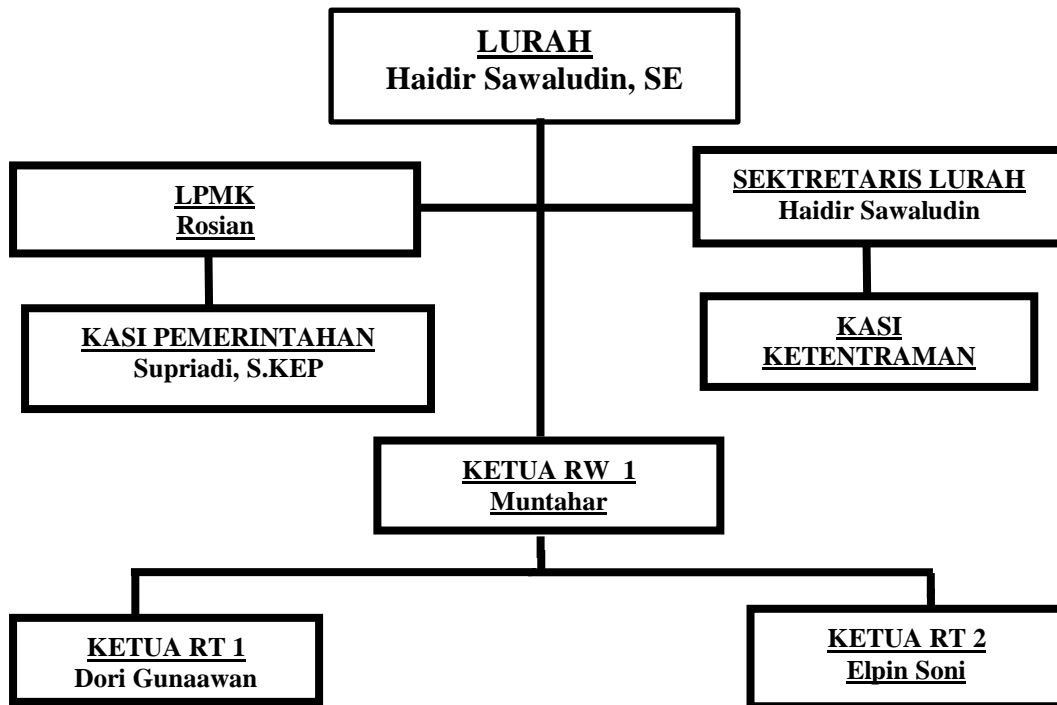 LURAH
Haidir Sawaludin, SE
LPMK
Rosian
SEKTRETARIS LURAH
Haidir Sawaludin
KASI PEMERINTAHAN
Supriadi, S.KEP
KASI
KETENTRAMAN
KETUA RW 1
Muntahar
KETUA RT 1
Dori Gunaawan
KETUA RT 2
Elpin Soni